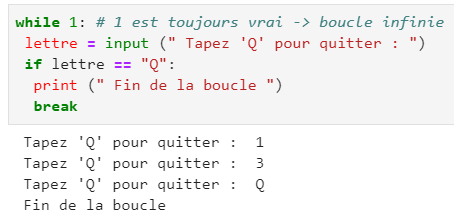 while 1: # 1 est toujours vrai -> boucle infinie
 lettre = input (" Tapez 'Q' pour quitter : ")
 if lettre == "Q":
  print (" Fin de la boucle ")
  break
 Tapez 'Q' pour quitter :  1
 Tapez 'Q' pour quitter :  3
 Tapez 'Q' pour quitter :  Q
 Fin de la boucle